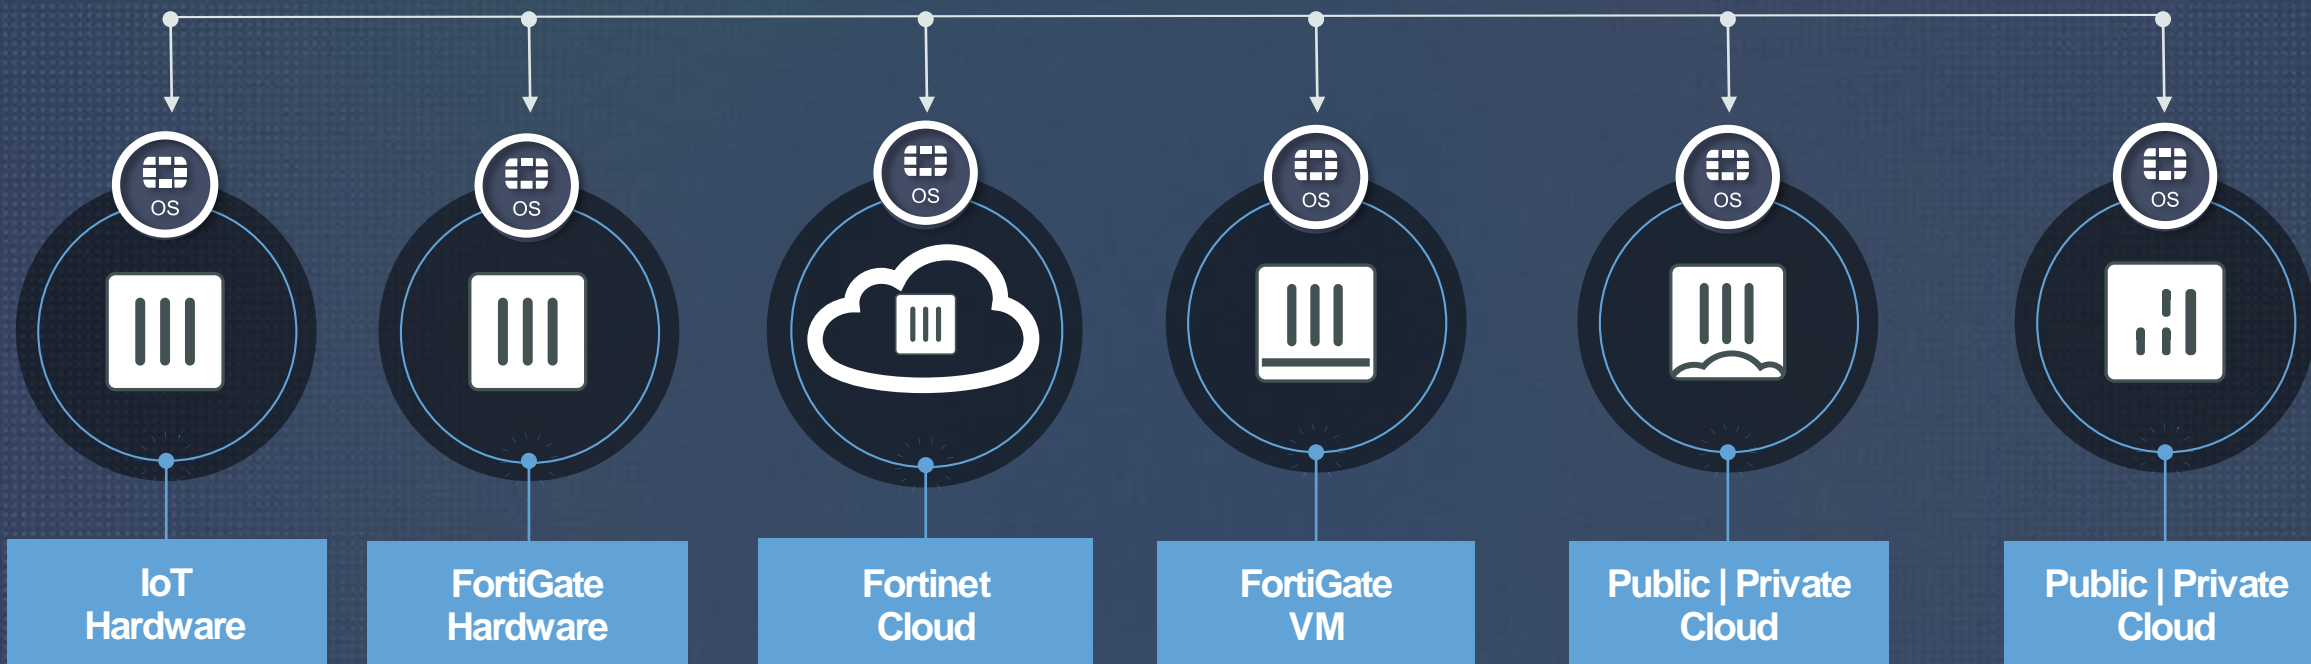 OS
OS
OS
OS
OS
OS
IoT
Hardware
FortiGate
Hardware
Fortinet
Cloud
FortiGate
VM
Public | Private
Cloud
Public | Private
Cloud